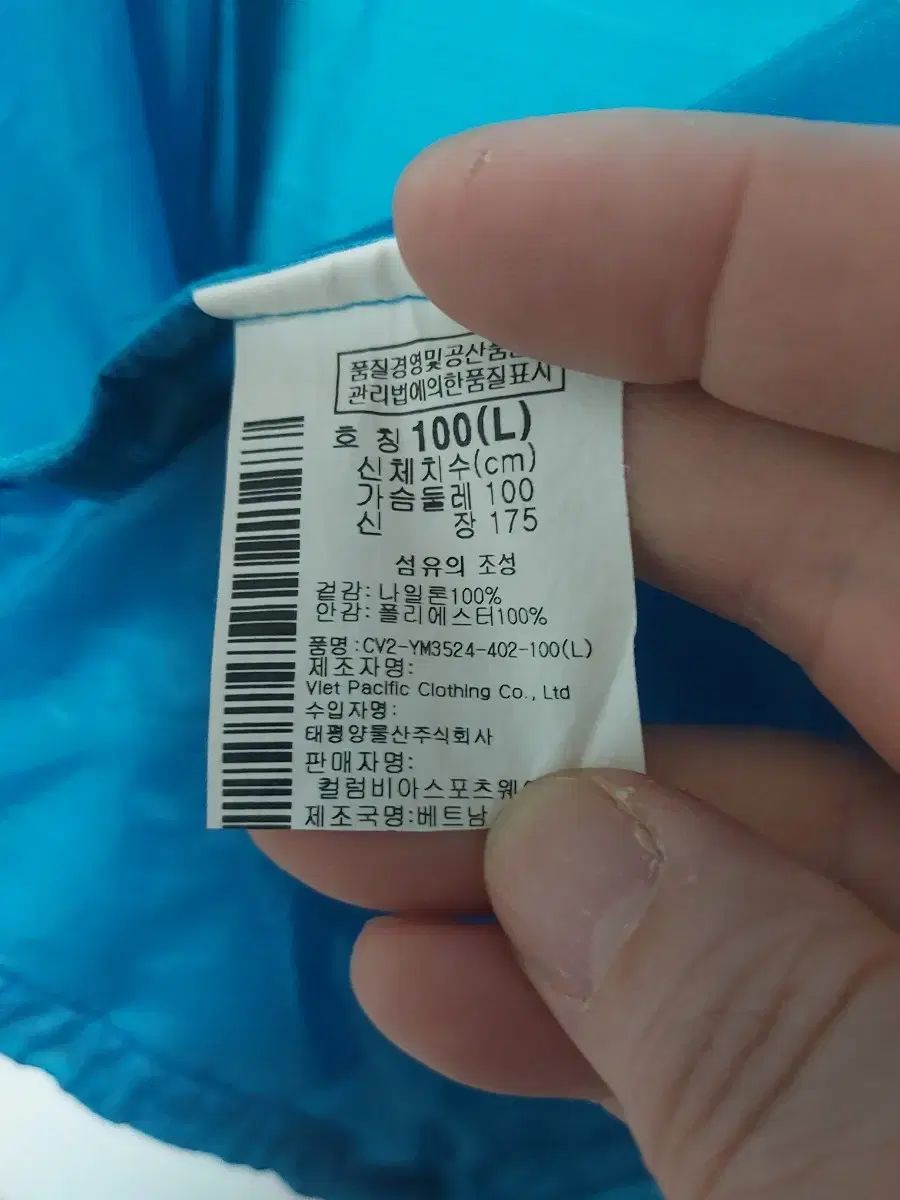 품질경영및공산품
관리법에의한품질표시
호 칭 100(L)
신체치수(cm)
가슴둘레 100
신 장 175
섬유의 조성
겉감: 나일론100%
안감: 폴리에스터100%
품명:CV2-YM3524-402-100(L)
제조자명:
Viet Pacific Clothing Co., Ltd
수입자명:
태평양물산주식회사
판매자명:
컬럼비아스포츠웨
제조국명:베트남